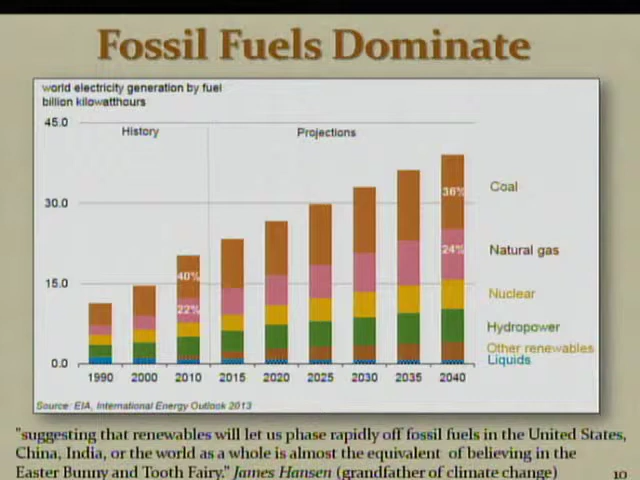 Fossil Fuels Dominate
world electricity generation by fuel
billion kilowatthours
45.0
History
Projections
36%
Coal
30.0
24%
Natural gas
40%
15.0
Nuclear
22%
Hydropower
Other renewables
0.0
Liquids
1990 2000 2010 2015 2020 2025 2030 2035 2040
Source: EIA, International Energy Outlook 2013
"suggesting that renewables will let us phase rapidly off fossil fuels in the United States,
China, India, or the world as a whole is almost the equivalent of believing in the
Easter Bunny and Tooth Fairy." James Hansen (grandfather of climate change)
10